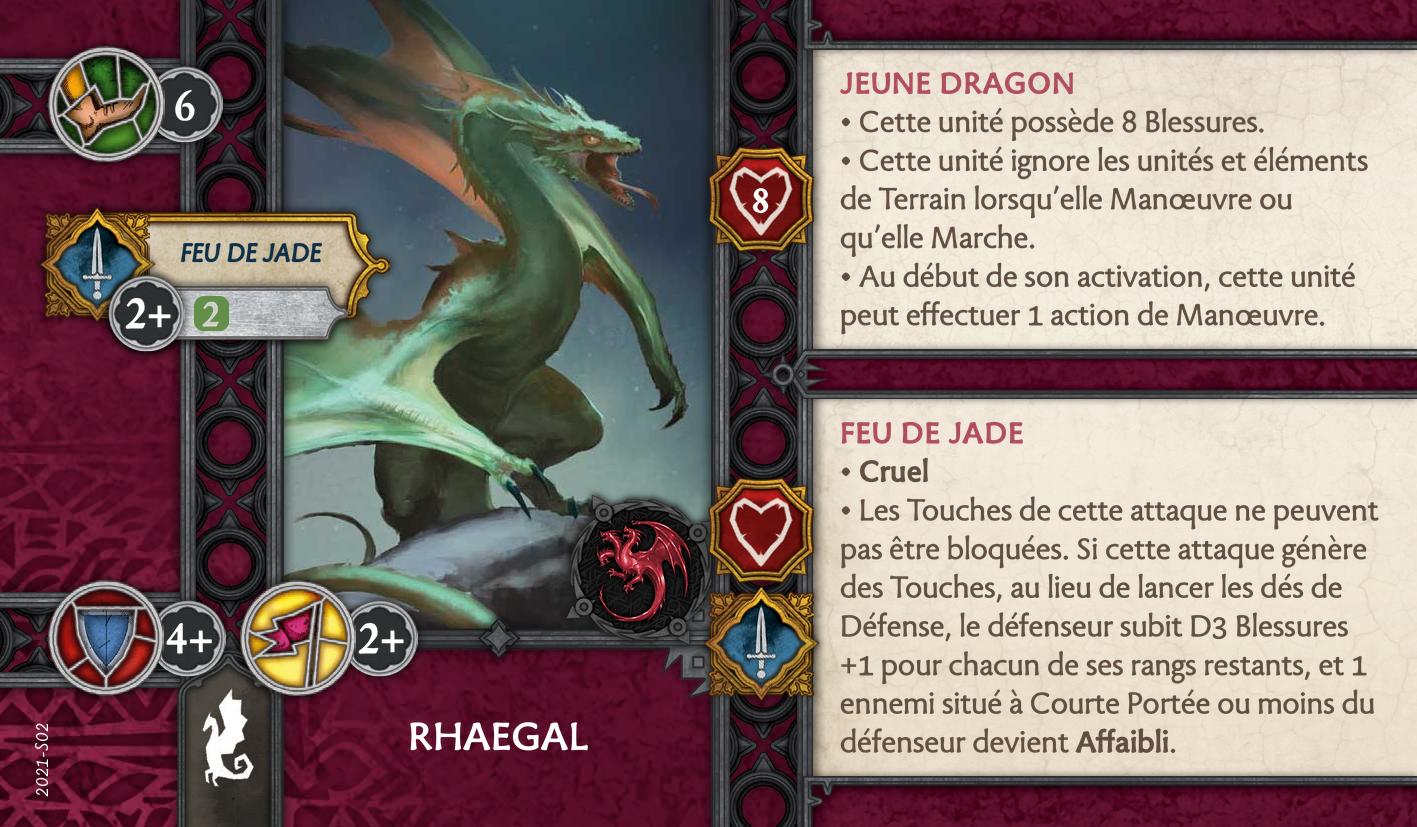 6
FEU DE JADE
2+ 2
4+
2+
RHAEGAL
2021-S02
8
JEUNE DRAGON
• Cette unité possède 8 Blessures.
• Cette unité ignore les unités et éléments
de Terrain lorsqu’elle Manœuvre ou
qu’elle Marche.
• Au début de son activation, cette unité
peut effectuer 1 action de Manœuvre.
FEU DE JADE
• Cruel
• Les Touches de cette attaque ne peuvent
pas être bloquées. Si cette attaque génère
des Touches, au lieu de lancer les dés de
Défense, le défenseur subit D3 Blessures
+1 pour chacun de ses rangs restants, et 1
ennemi situé à Courte Portée ou moins du
défenseur devient Affaibli.